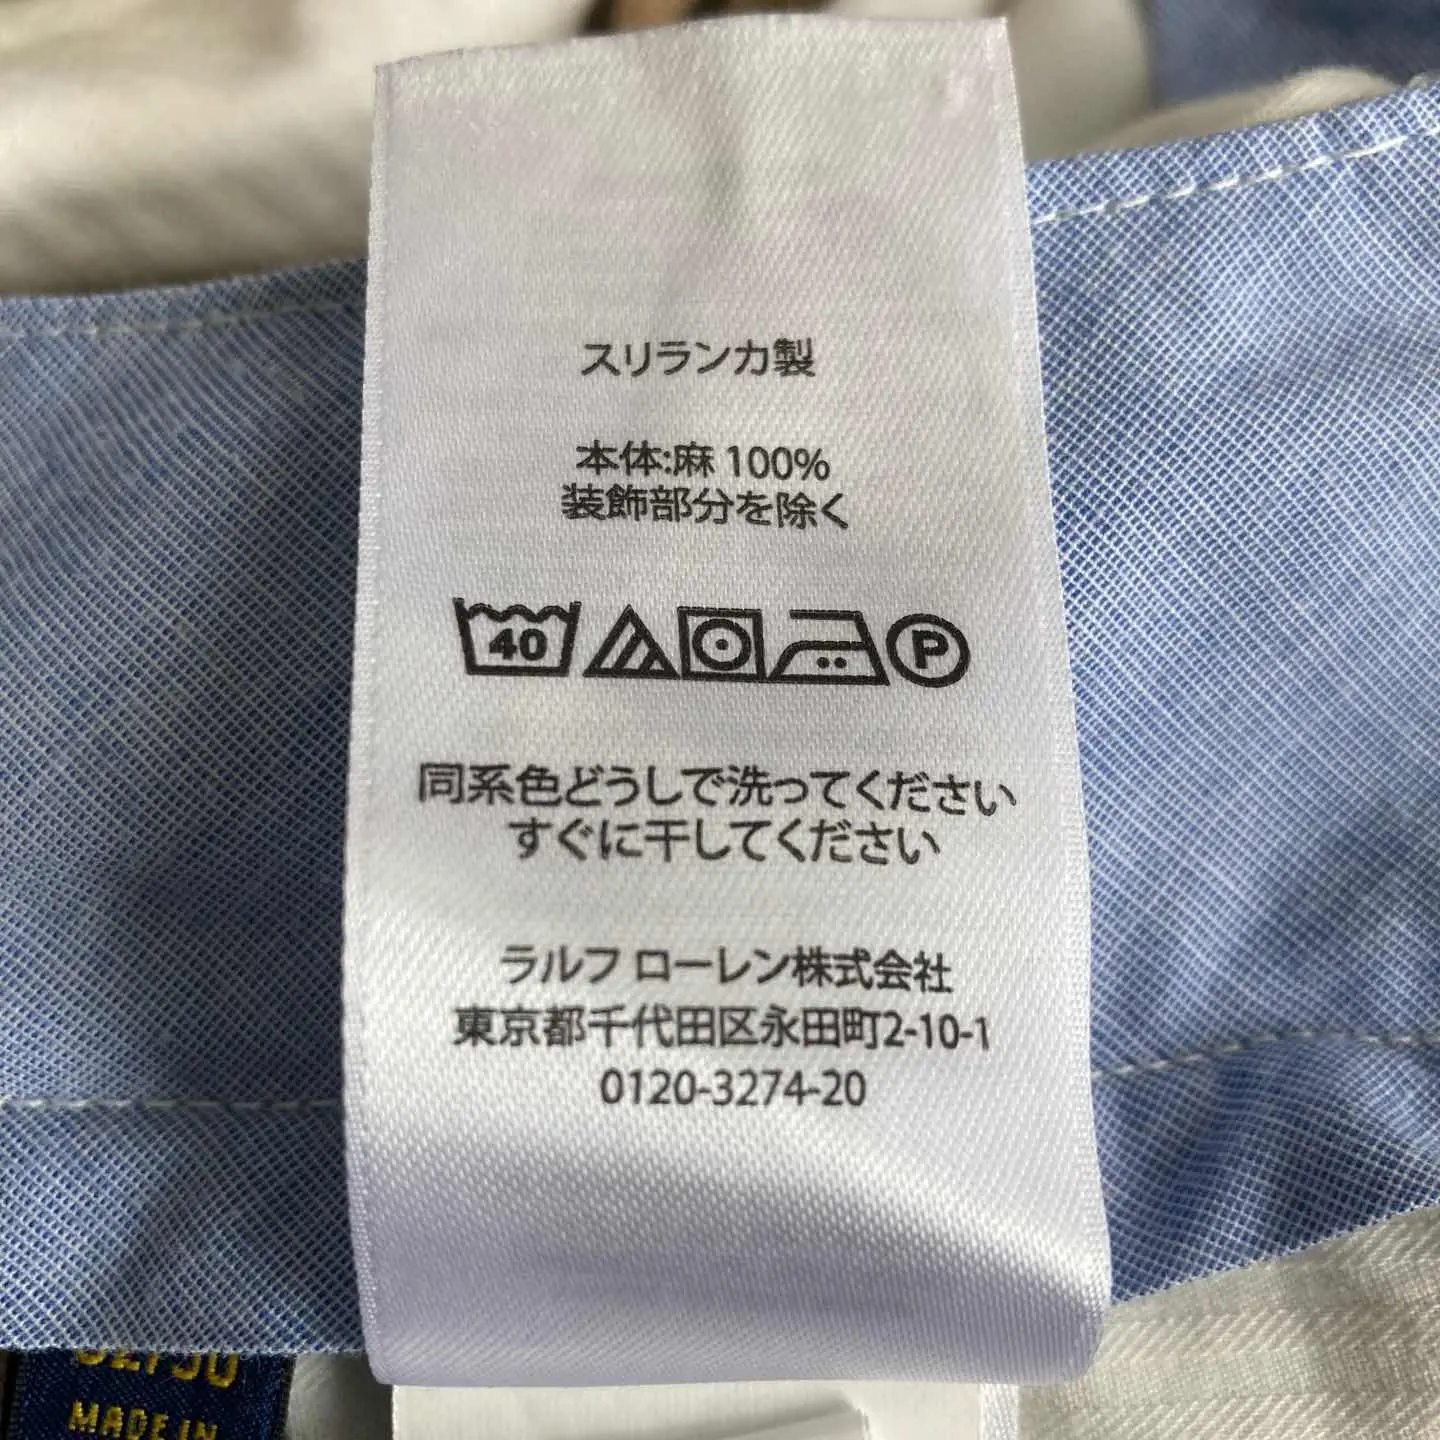 スリランカ製
本体:麻 100%
装飾部分を除く
40 P
同系色どうしで洗ってください
すぐに干してください
ラルフ ローレン株式会社
東京都千代田区永田町2-10-1
0120-3274-20
MADE IN